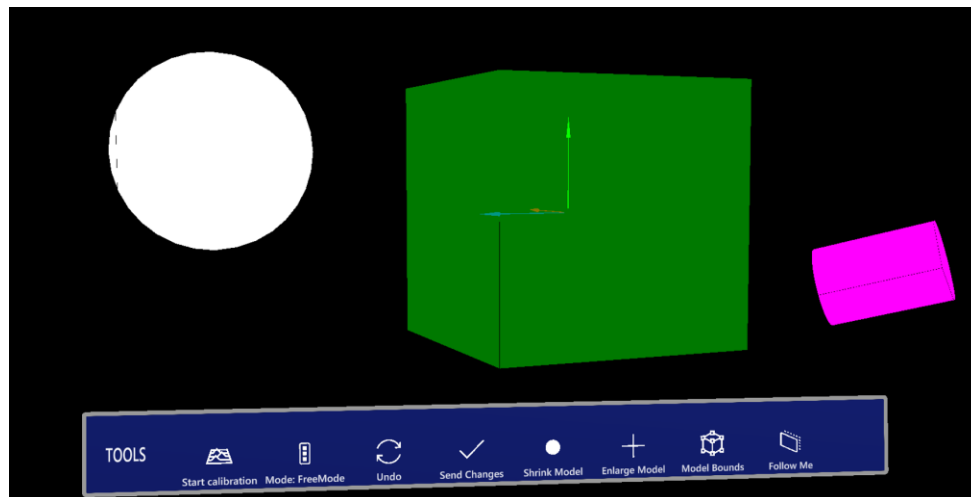 TOOLS
Start calibration
Mode: FreeMode
Undo
Send Changes
Shrink Model
Enlarge Model
Model Bounds
Follow Me